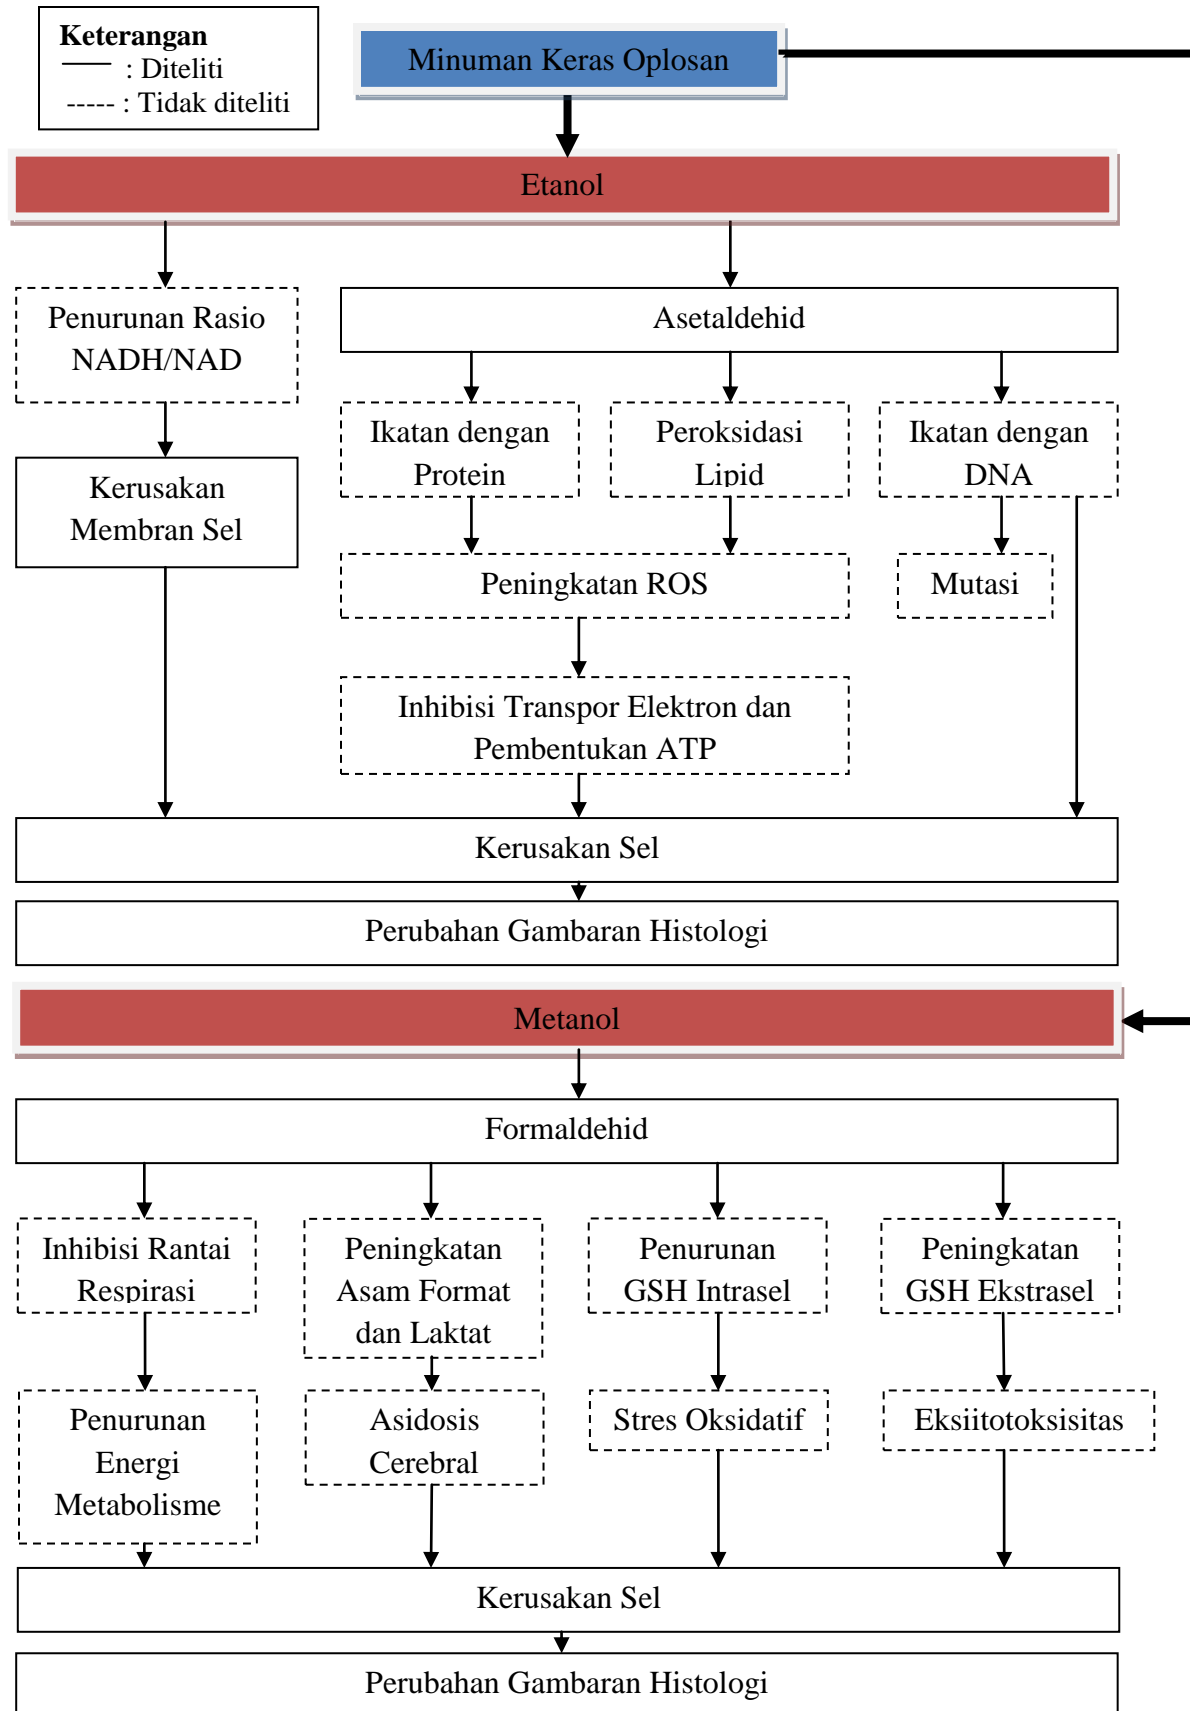 Keterangan
: Diteliti
----- : Tidak diteliti
Minuman Keras Oplosan
Etanol
Penurunan Rasio
NADH/NAD
Asetaldehid
Ikatan dengan
Protein
Peroksidasi
Lipid
Ikatan dengan
DNA
Kerusakan
Membran Sel
Peningkatan ROS
Mutasi
Inhibisi Transpor Elektron dan
Pembentukan ATP
Kerusakan Sel
Perubahan Gambaran Histologi
Metanol
Formaldehid
Inhibisi Rantai
Respirasi
Peningkatan
Asam Format
dan Laktat
Penurunan
GSH Intrasel
Peningkatan
GSH Ekstrasel
Penurunan
Energi
Metabolisme
Asidosis
Cerebral
Stres Oksidatif
Eksiitotoksisitas
Kerusakan Sel
Perubahan Gambaran Histologi